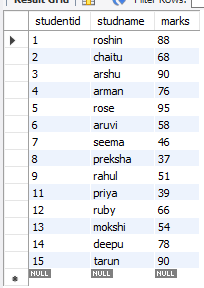 Result Grid Filter Rows:
studentid studname marks
1 roshin 88
2 chaitu 68
3 arshu 90
4 arman 76
5 rose 95
6 aruvi 58
7 seema 46
8 preksha 37
9 rahul 51
11 priya 39
12 ruby 66
13 mokshi 54
14 deepu 78
15 tarun 90
NULL NULL NULL